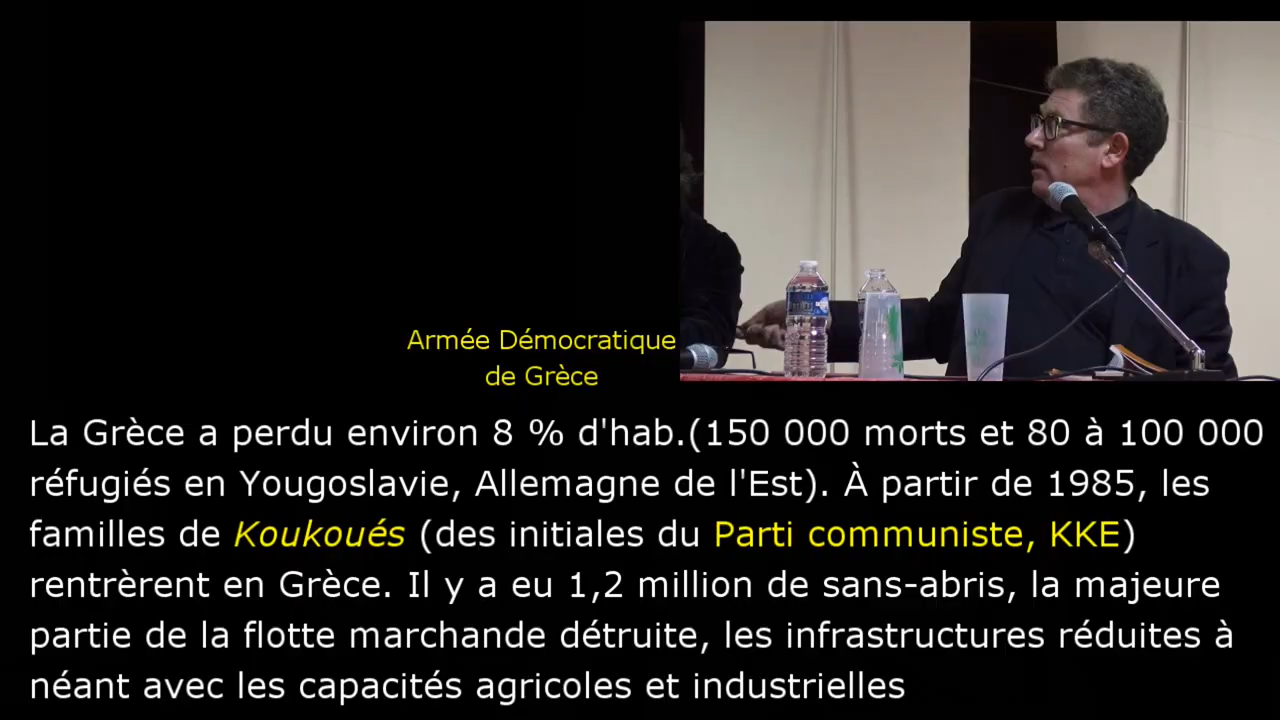 Armée Démocratique
de Grèce
La Grèce a perdu environ 8 % d'hab.(150 000 morts et 80 à 100 000
réfugiés en Yougoslavie, Allemagne de l'Est). À partir de 1985, les
familles de Koukoués (des initiales du Parti communiste, KKE)
rentrèrent en Grèce. Il y a eu 1,2 million de sans-abris, la majeure
partie de la flotte marchande détruite, les infrastructures réduites à
néant avec les capacités agricoles et industrielles